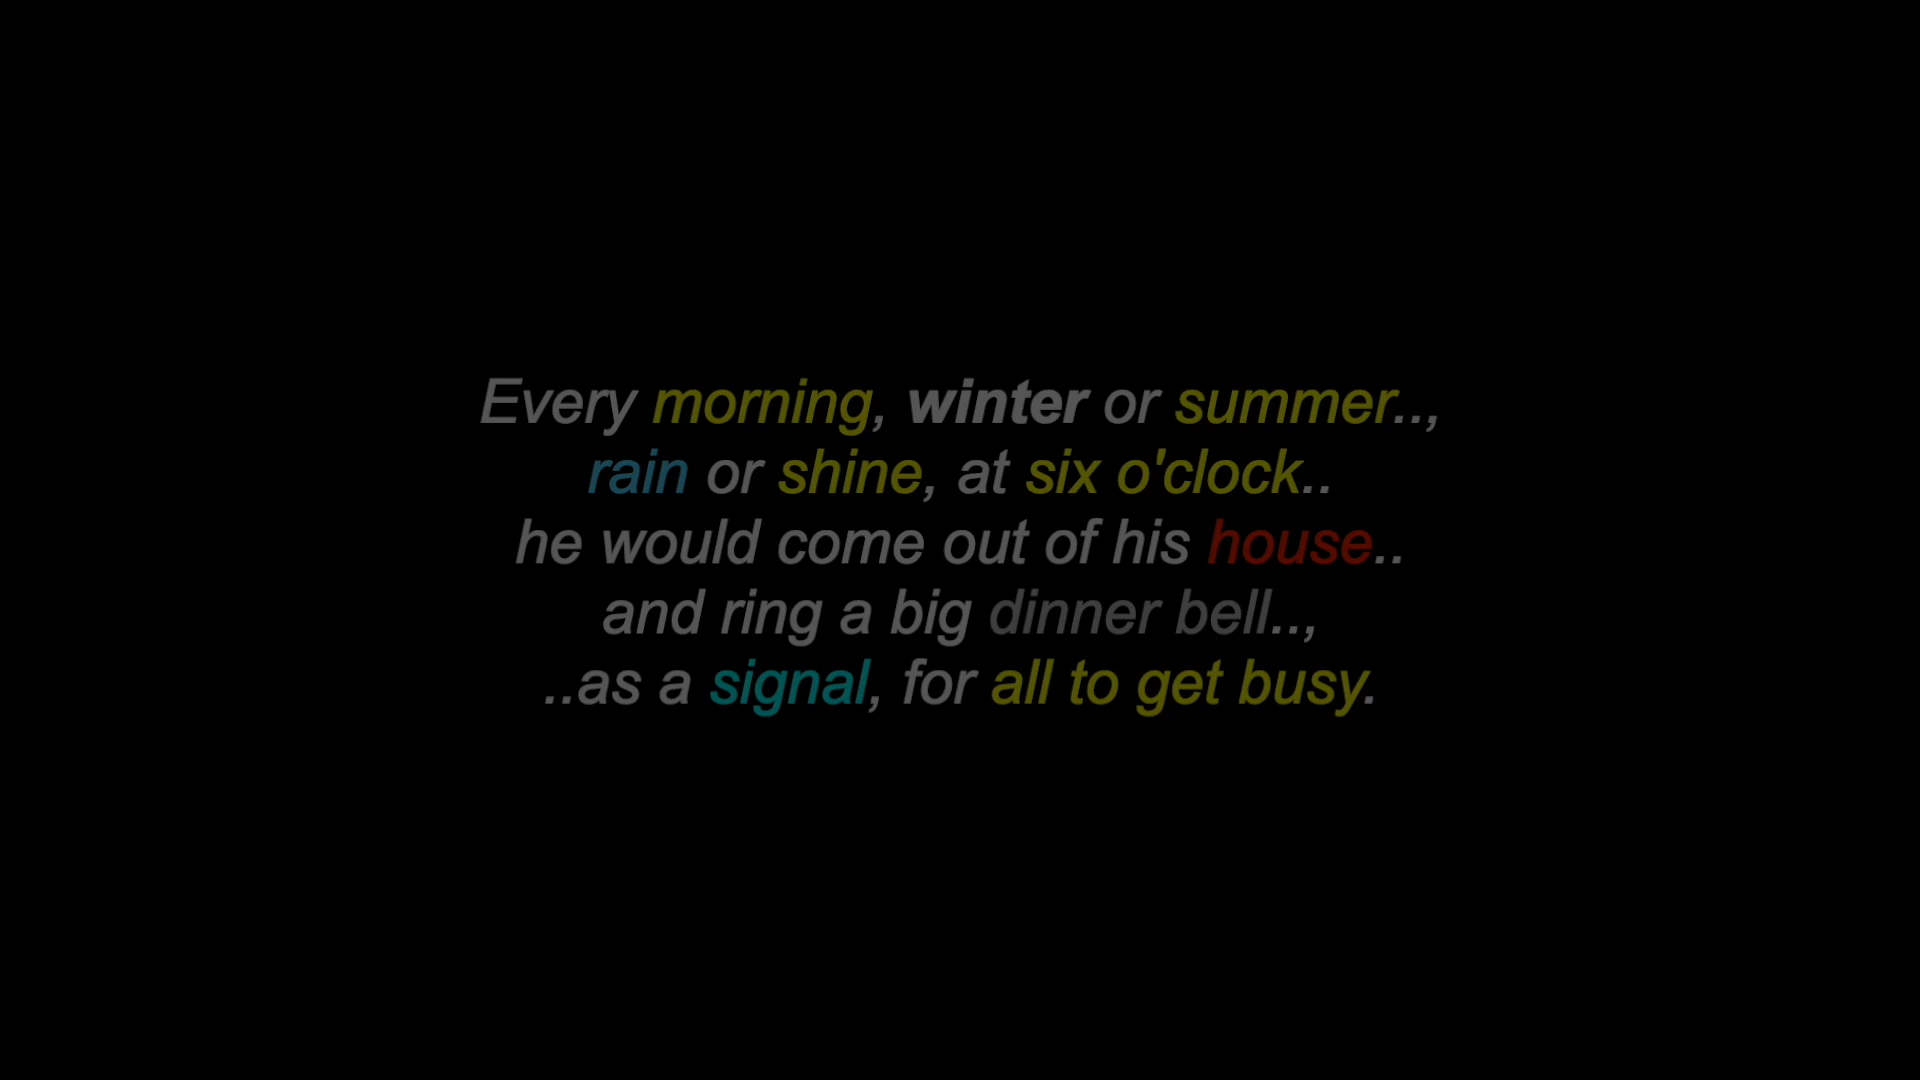 Every morning, winter or summer..,
rain or shine, at six o'clock..
he would come out of his house..
and ring a big dinner bell..,
..as a signal, for all to get busy.